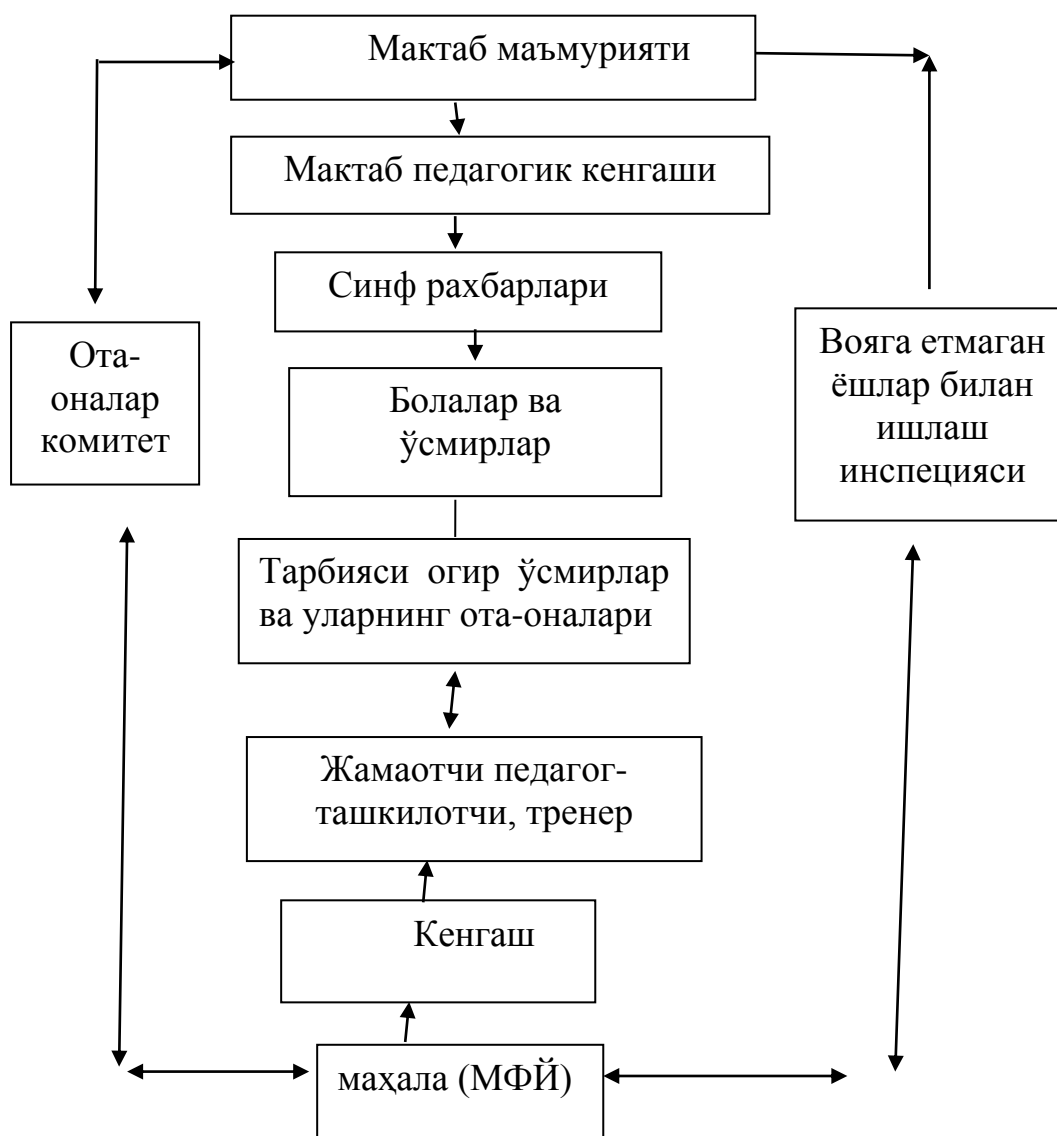 Мактаб маъмурияти
Мактаб педагогик кенгаши
Синф рахбарлари
Ота-
оналар
комитет
Вояга етмаган
ёшлар билан
ишлаш
инспецияси
Болалар ва
ўсмирлар
Тарбияси огир ўсмирлар
ва уларнинг ота-оналари
Жамаотчи педагог-
ташкилотчи, тренер
Кенгаш
маҳала (МФЙ)